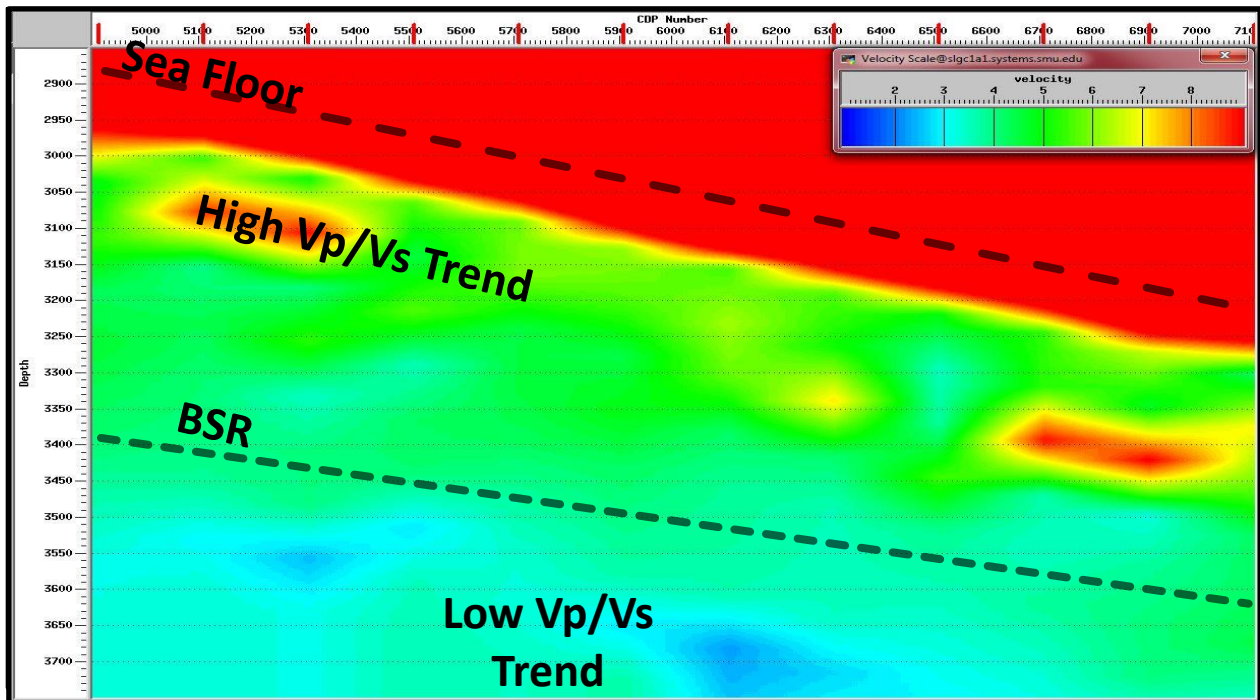 CDP Number
5000 5100 5200 5300 5400 5500 5600 5700 5800 5900 6000 6100 6200 6300 6400 6500 6600 6700 6800 6900 7000 710
Velocity Scale@slgc1a1.systems.smu.edu
velocity
2 3 4 5 6 7 8
Sea Floor
High Vp/Vs Trend
BSR
Low Vp/Vs
Trend
Depth
2900
2950
3000
3050
3100
3150
3200
3250
3300
3350
3400
3450
3500
3550
3600
3650
3700